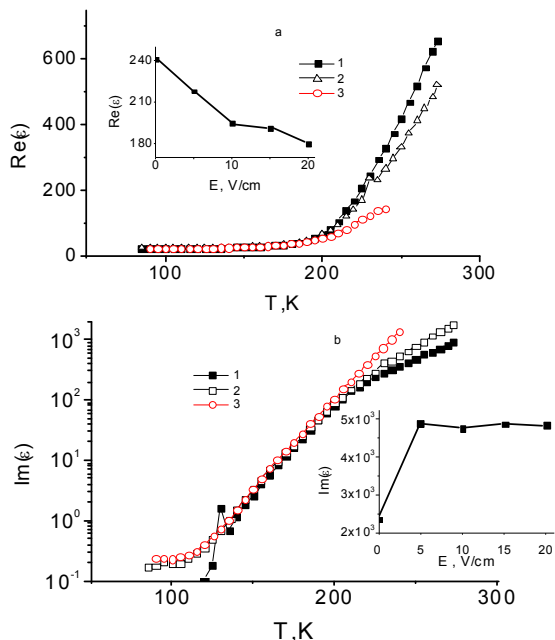 a
600
400
200
0
Re(ε)
100
200
300
T,K
1
2
3
240
210
180
Re(ε)
0
5
10
15
20
E, V/cm
b
10³
10²
10¹
10⁰
10⁻¹
Im(ε)
100
150
200
250
300
T,K
1
2
3
5x10³
4x10³
3x10³
2x10³
Im(ε)
0
5
10
15
20
E, V/cm